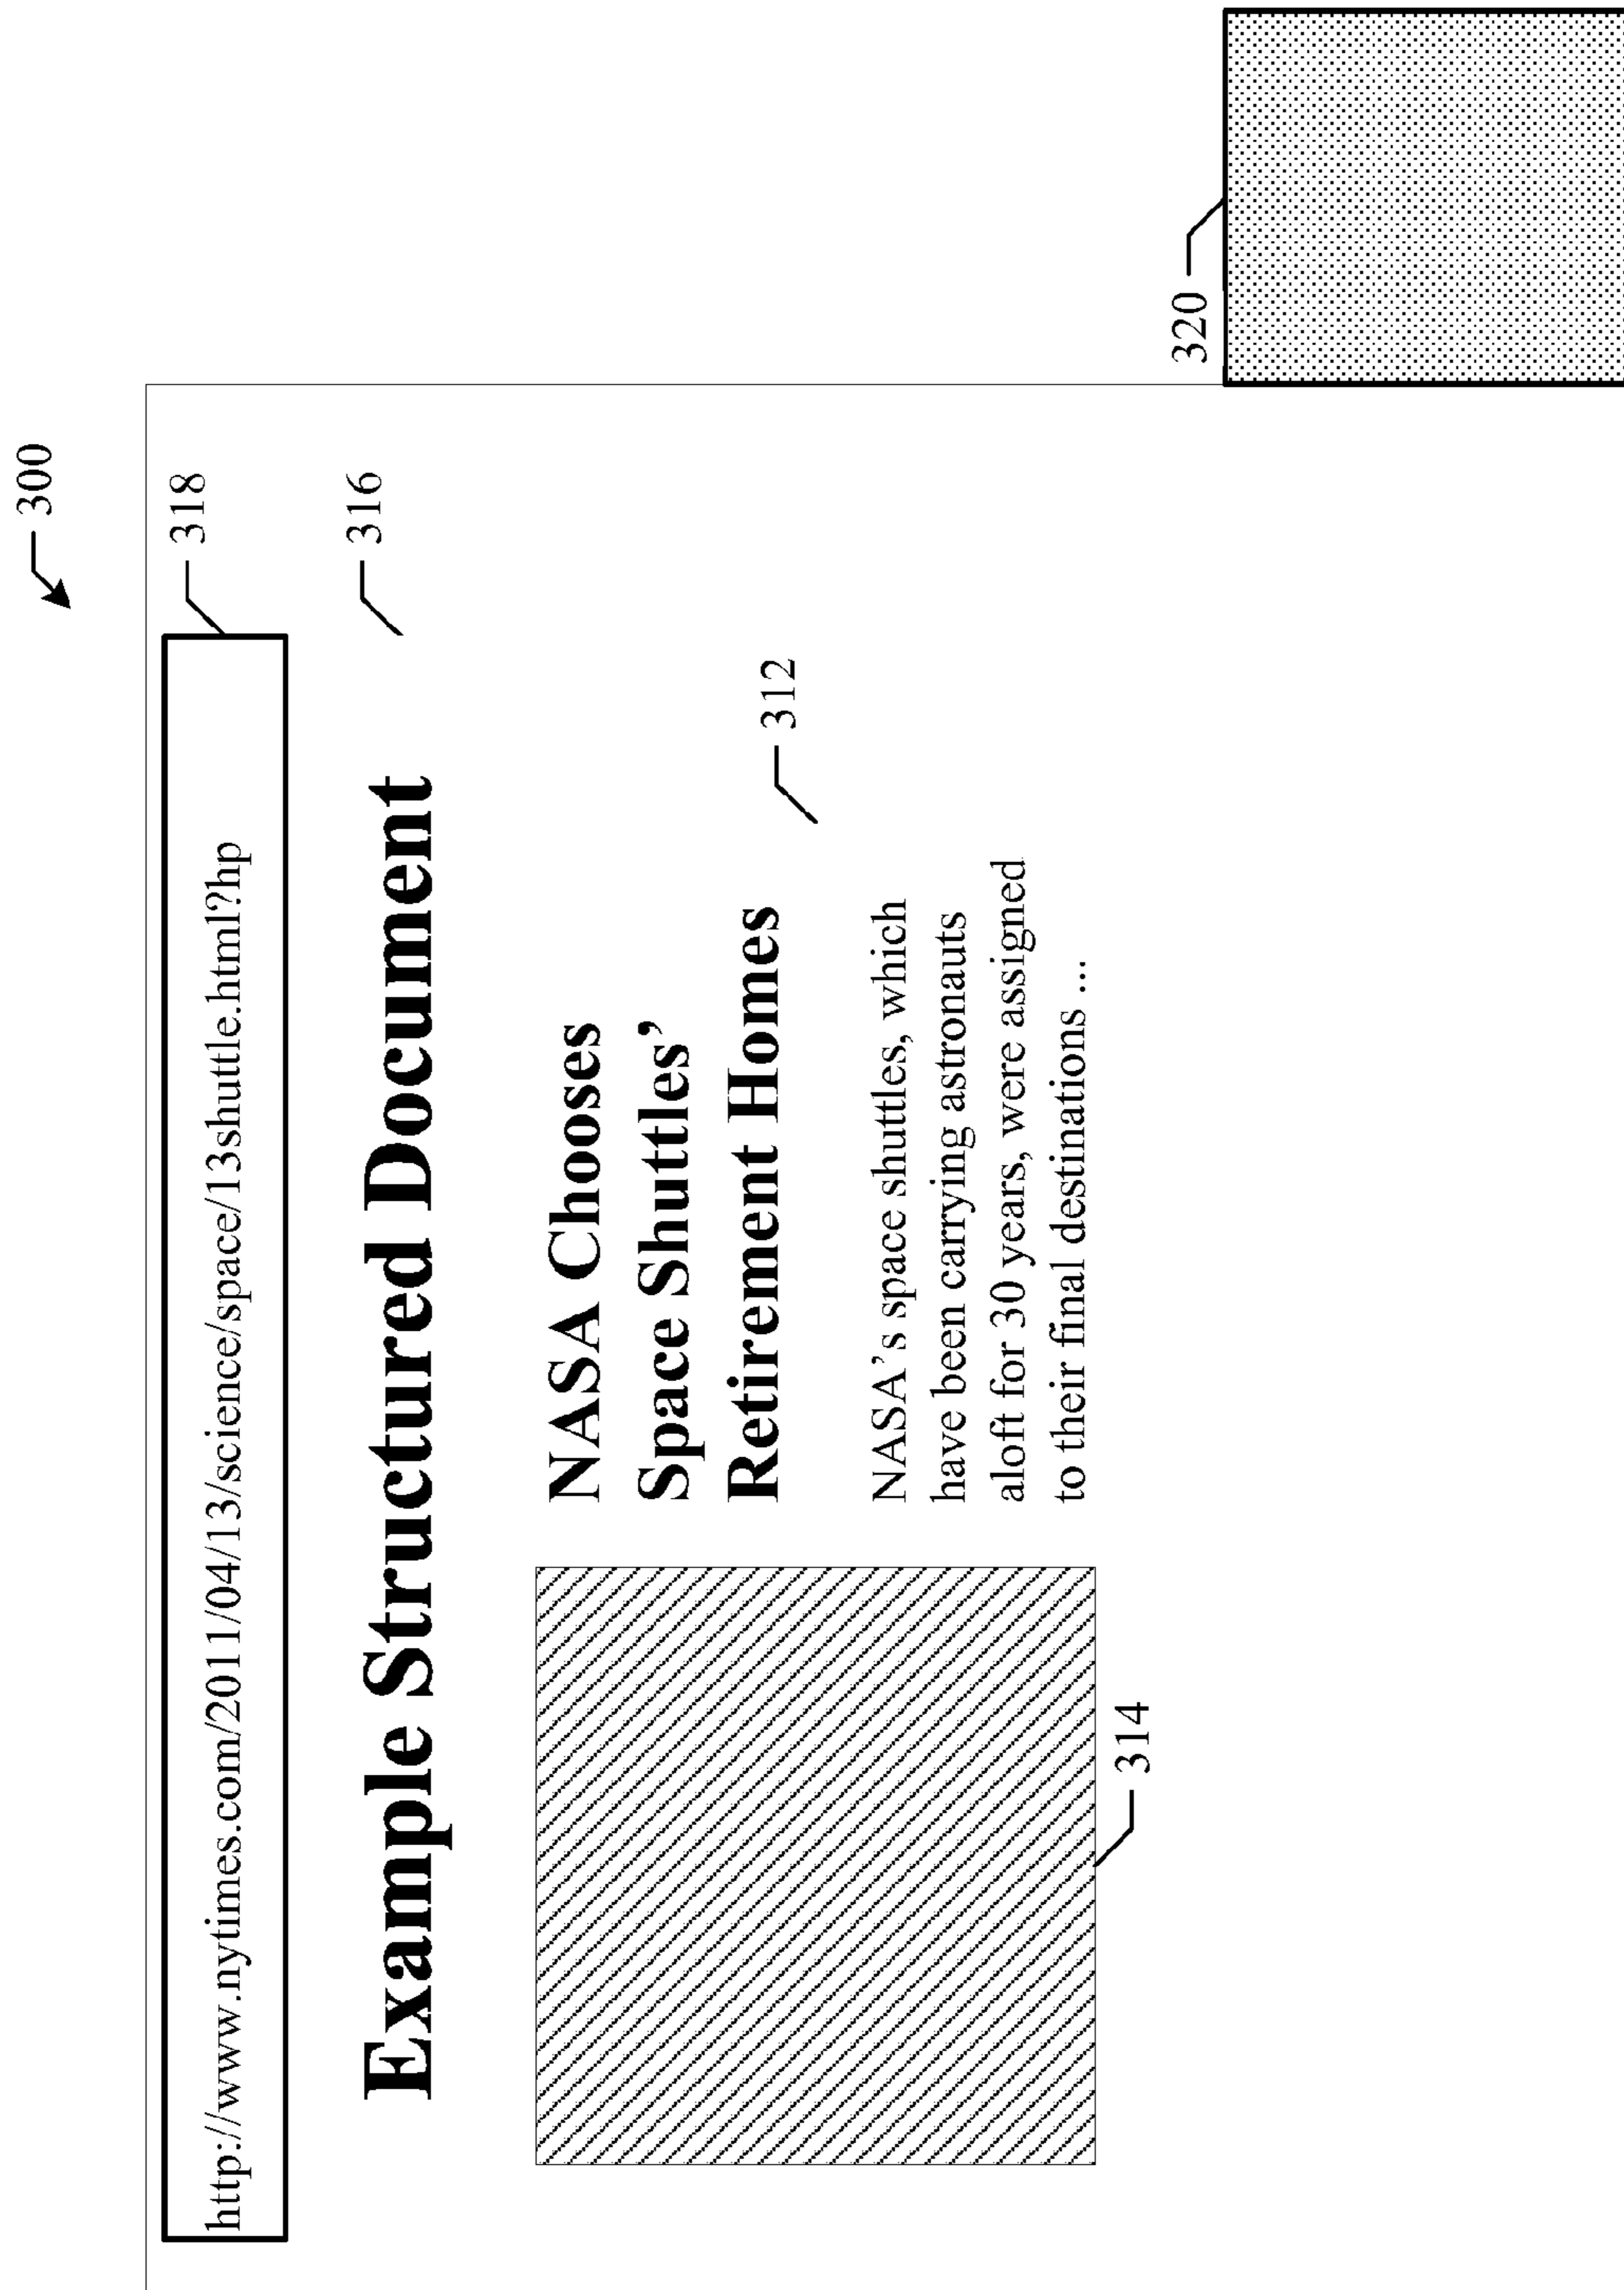 300
http://www.nytimes.com/2011/04/13/science/space/13shuttle.html?hp
318
Example Structured Document
316
NASA Chooses
Space Shuttles’
Retirement Homes
312
NASA’s space shuttles, which
have been carrying astronauts
aloft for 30 years, were assigned
to their final destinations ...
314
320